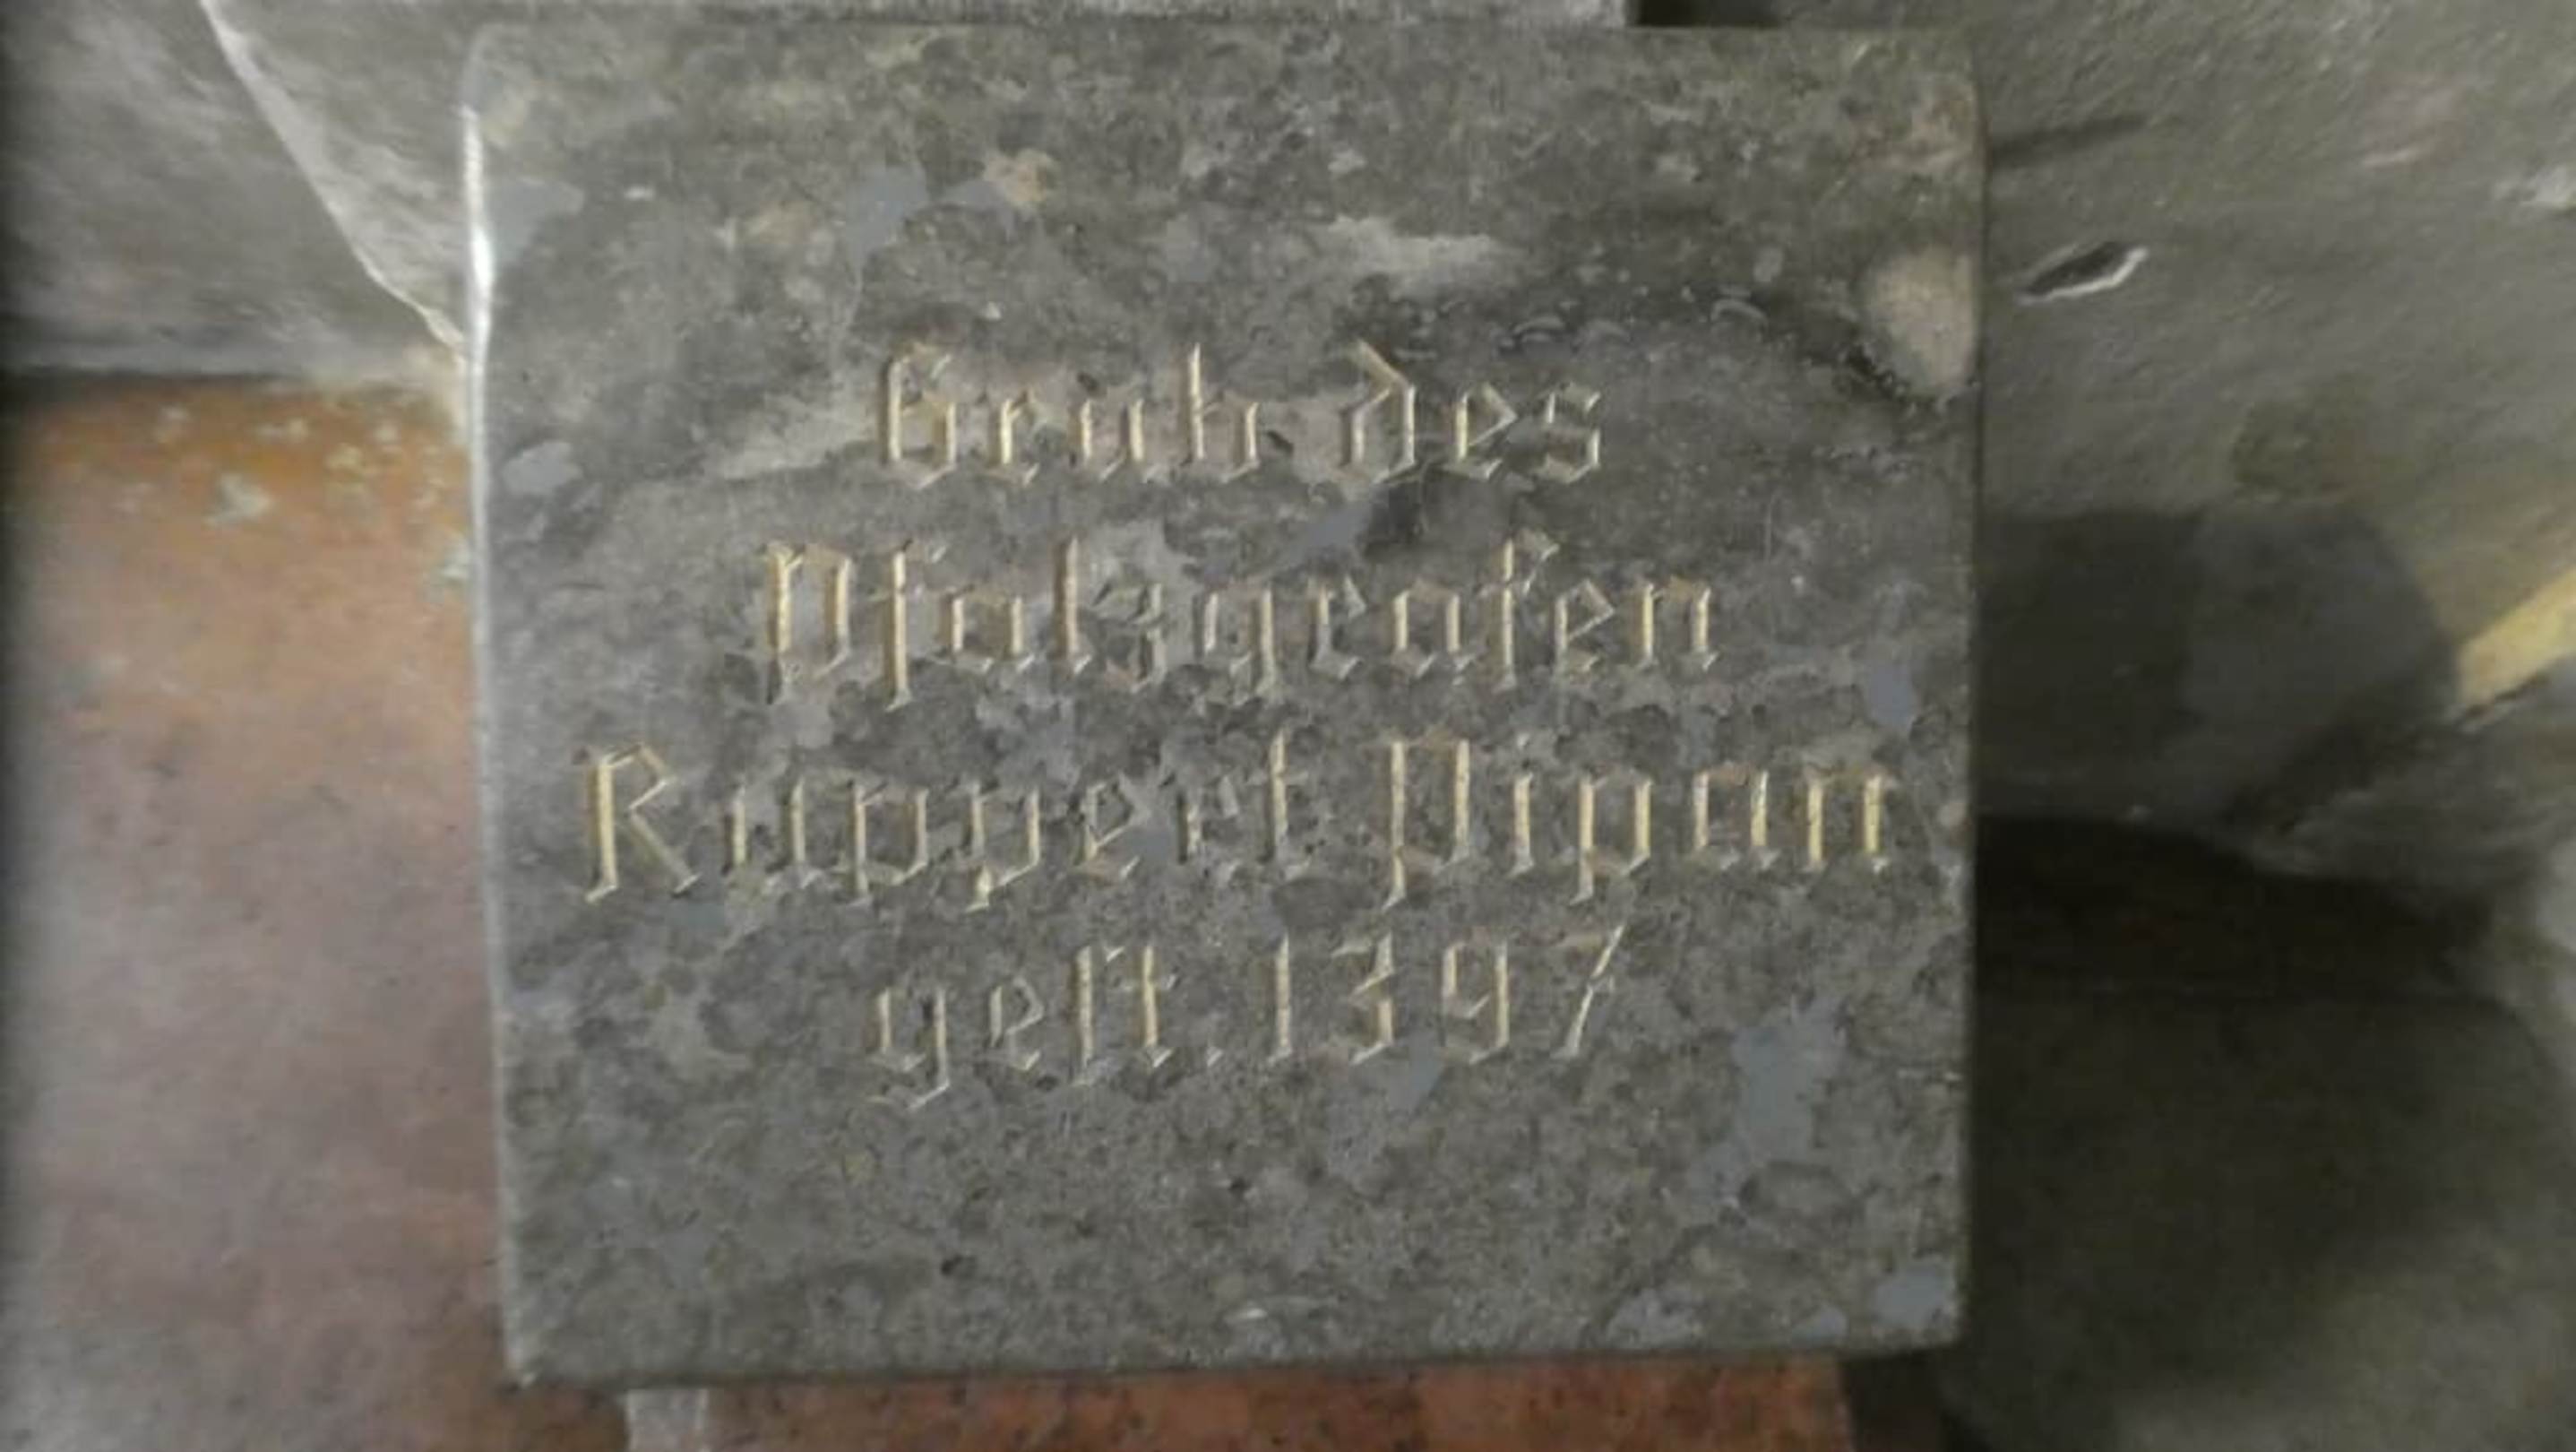 Grab des
Pfalzgrafen
Ruppert Pipan
gest. 1397